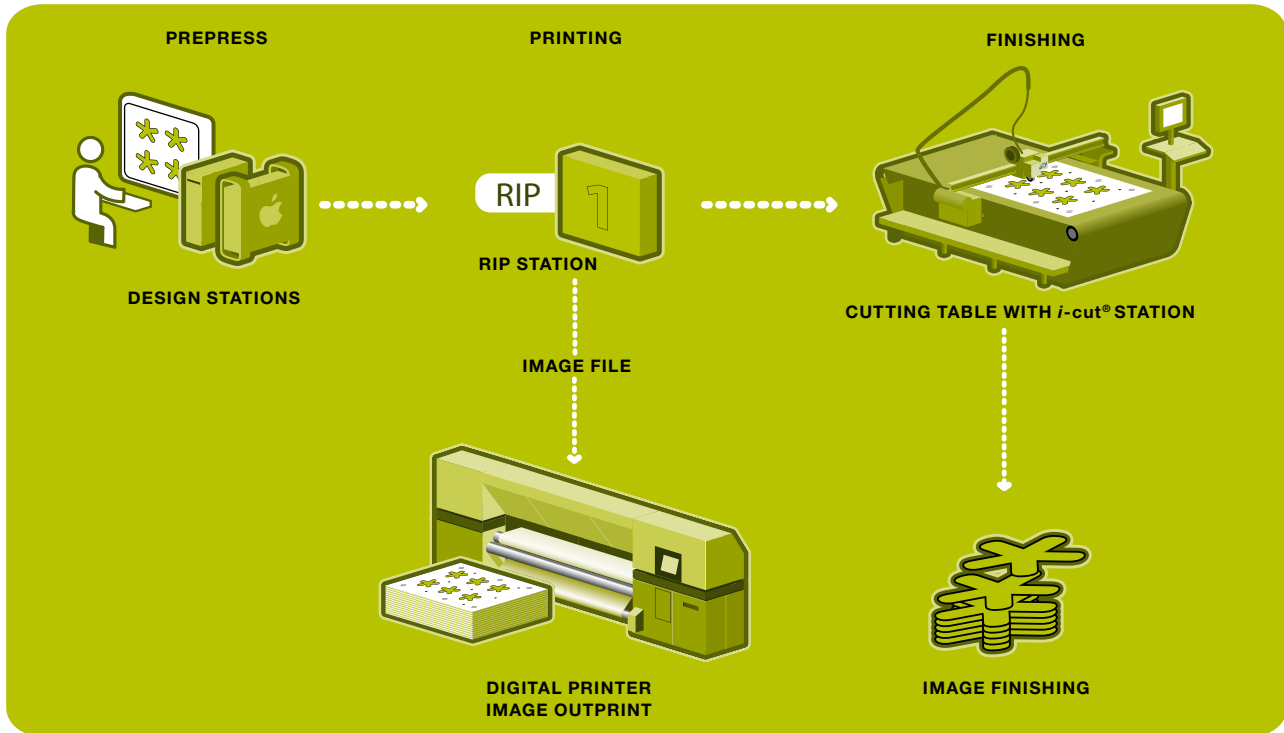 PREPRESS
PRINTING
FINISHING
RIP
1
RIP STATION
DESIGN STATIONS
CUTTING TABLE WITH i-cut® STATION
IMAGE FILE
DIGITAL PRINTER
IMAGE OUTPRINT
IMAGE FINISHING